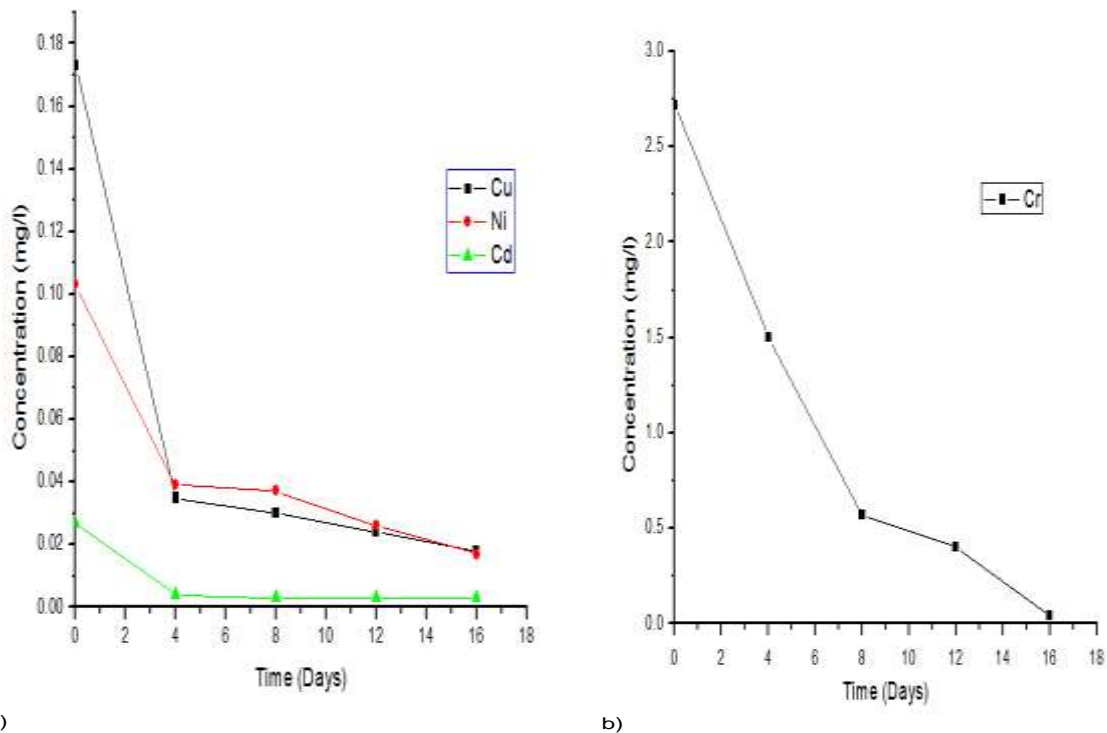 0.18
0.16
0.14
0.12
0.10
0.08
0.06
0.04
0.02
0.00
Concentration (mg/l)
0 2 4 6 8 10 12 14 16 18
Time (Days)
Cu
Ni
Cd
)
3.0
2.5
2.0
1.5
1.0
0.5
0.0
Concentration (mg/l)
0 2 4 6 8 10 12 14 16 18
Time (Days)
Cr
b)